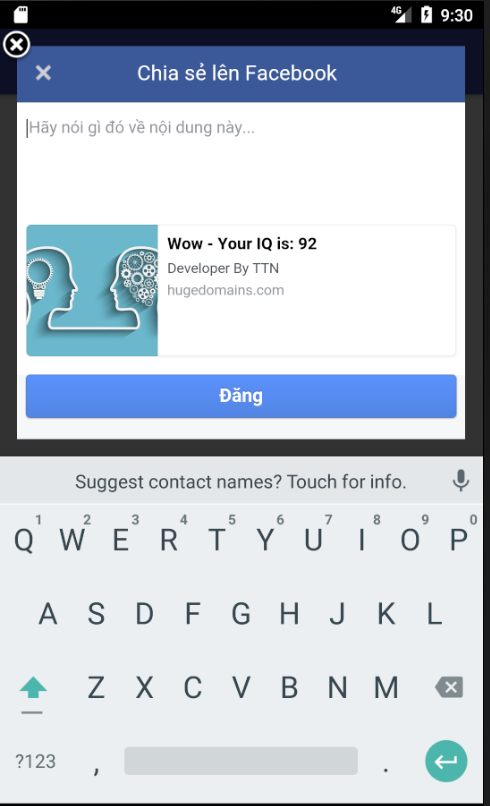 4G 9:30
Chia sẻ lên Facebook
Hãy nói gì đó về nội dung này...
Wow - Your IQ is: 92
Developer By TTN
hugedomains.com
Đăng
Suggest contact names? Touch for info.
1 2 3 4 5 6 7 8 9 0
Q W E R T Y U I O P
A S D F G H J K L
Z X C V B N M
?123 , .